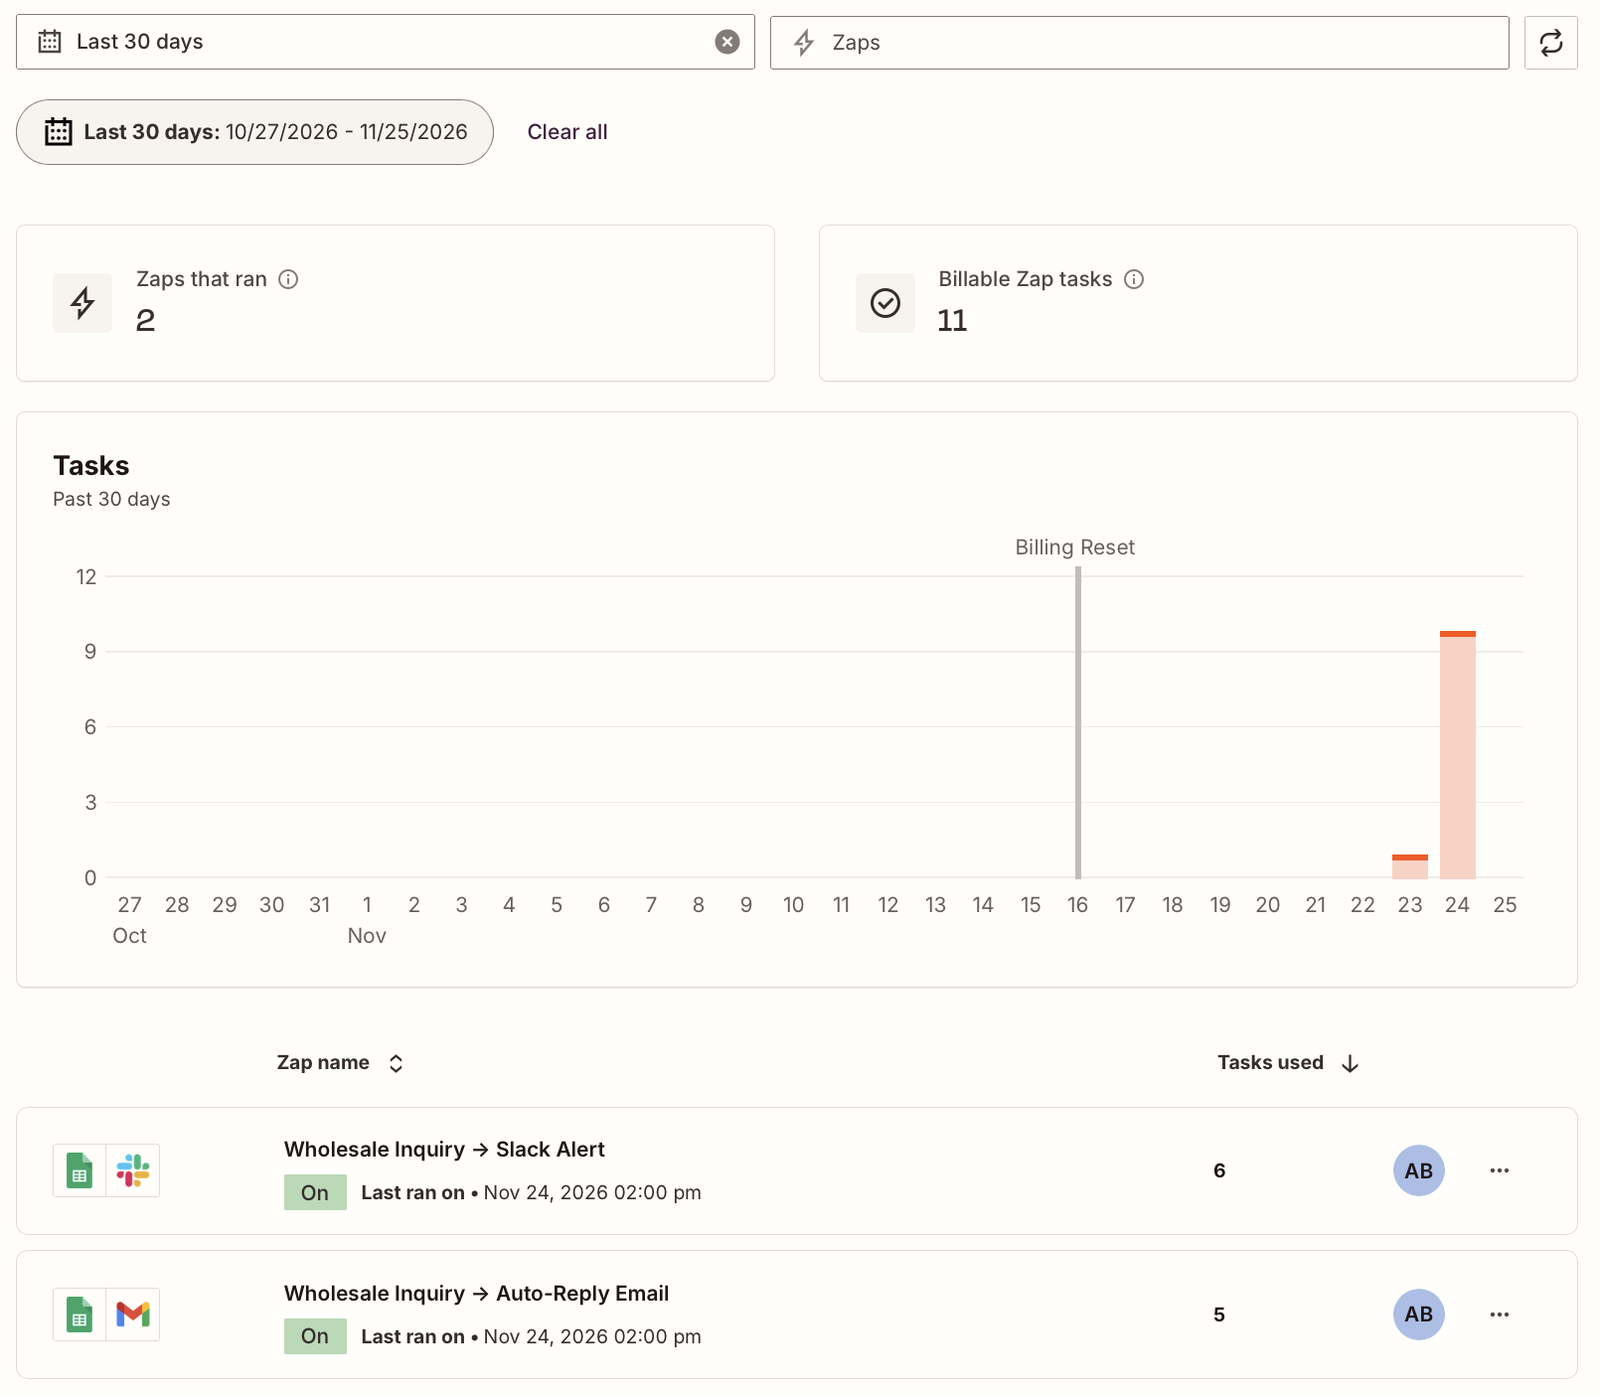 Last 30 days
Zaps
Last 30 days: 10/27/2026 - 11/25/2026
Clear all
Zaps that ran
2
Billable Zap tasks
11
Tasks
Past 30 days
Billing Reset
12
9
6
3
0
27 28 29 30 31 1 2 3 4 5 6 7 8 9 10 11 12 13 14 15 16 17 18 19 20 21 22 23 24 25
Oct Nov
Zap name Tasks used
Wholesale Inquiry → Slack Alert
On Last ran on • Nov 24, 2026 02:00 pm
6
AB
Wholesale Inquiry → Auto-Reply Email
On Last ran on • Nov 24, 2026 02:00 pm
5
AB